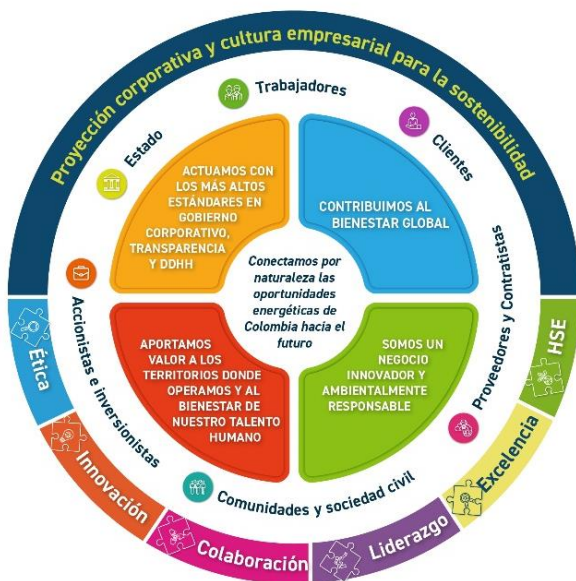 Proyección corporativa y cultura empresarial para la sostenibilidad
Trabajadores
Clientes
Estado
Proveedores y Contratistas
Accionistas e inversionistas
Comunidades y sociedad civil
ACTUAMOS CON
LOS MÁS ALTOS
ESTÁNDARES EN
GOBIERNO
CORPORATIVO,
TRANSPARENCIA
Y DDHH
CONTRIBUIMOS AL
BIENESTAR GLOBAL
Conectamos por
naturaleza las
oportunidades
energéticas de
Colombia hacia el
futuro
APORTAMOS
VALOR A LOS
TERRITORIOS DONDE
OPERAMOS Y AL
BIENESTAR DE
NUESTRO TALENTO
HUMANO
SOMOS UN
NEGOCIO
INNOVADOR Y
AMBIENTALMENTE
RESPONSABLE
Ética
Innovación
Colaboración
Liderazgo
Excelencia
HSE